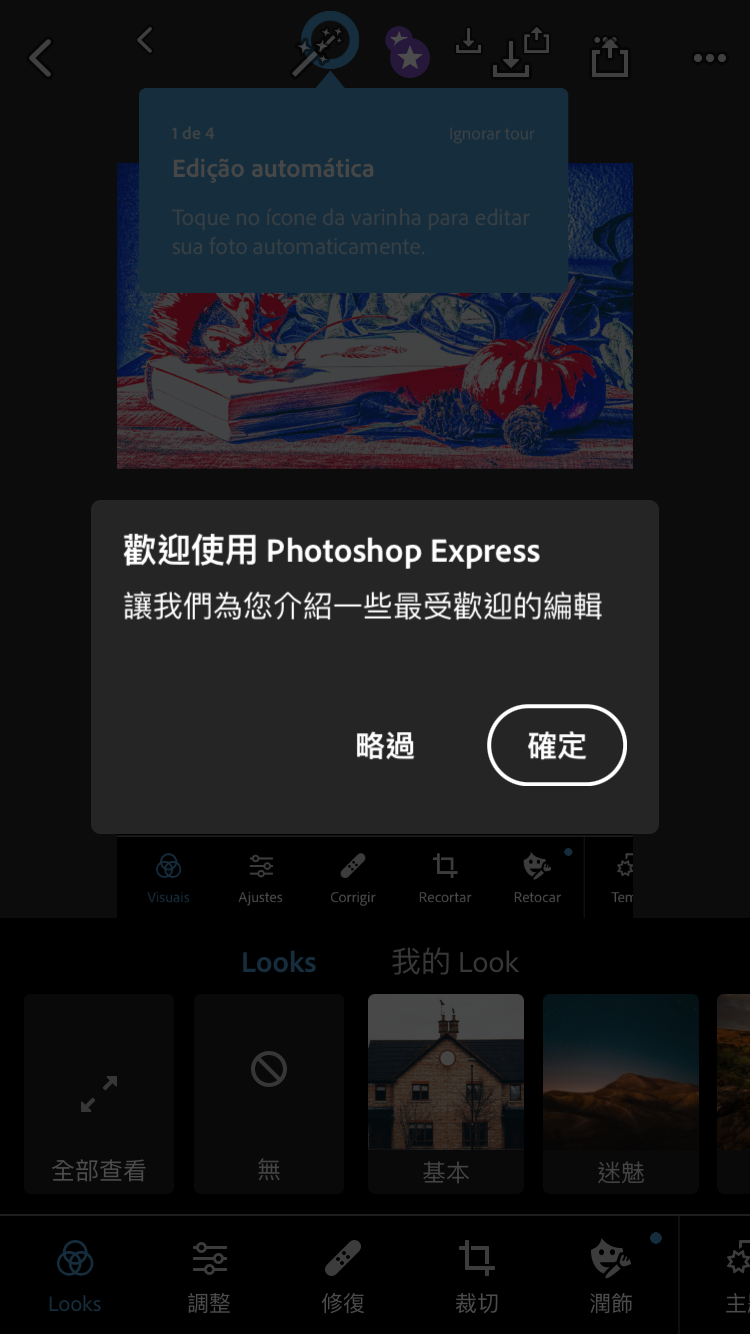 1 de 4
Ignorar tour
Edição automática
Toque no ícone da varinha para editar
sua foto automaticamente.
歡迎使用 Photoshop Express
讓我們為您介紹一些最受歡迎的編輯
略過
確定
Visuais
Ajustes
Corrigir
Recortar
Retocar
Looks
我的 Look
全部查看
無
基本
迷魅
Looks
調整
修復
裁切
潤飾